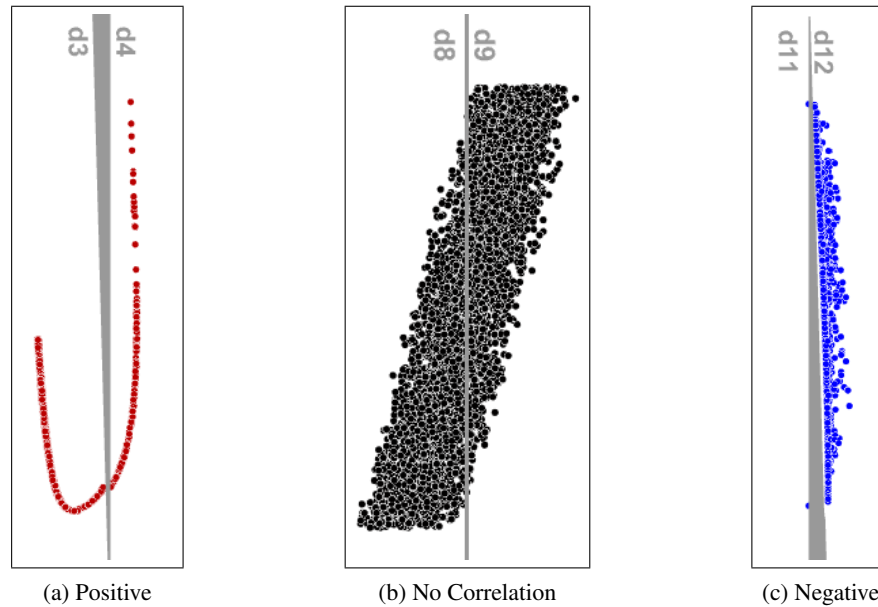 d3
d4
d8
d9
d11
d12
(a) Positive
(b) No Correlation
(c) Negative